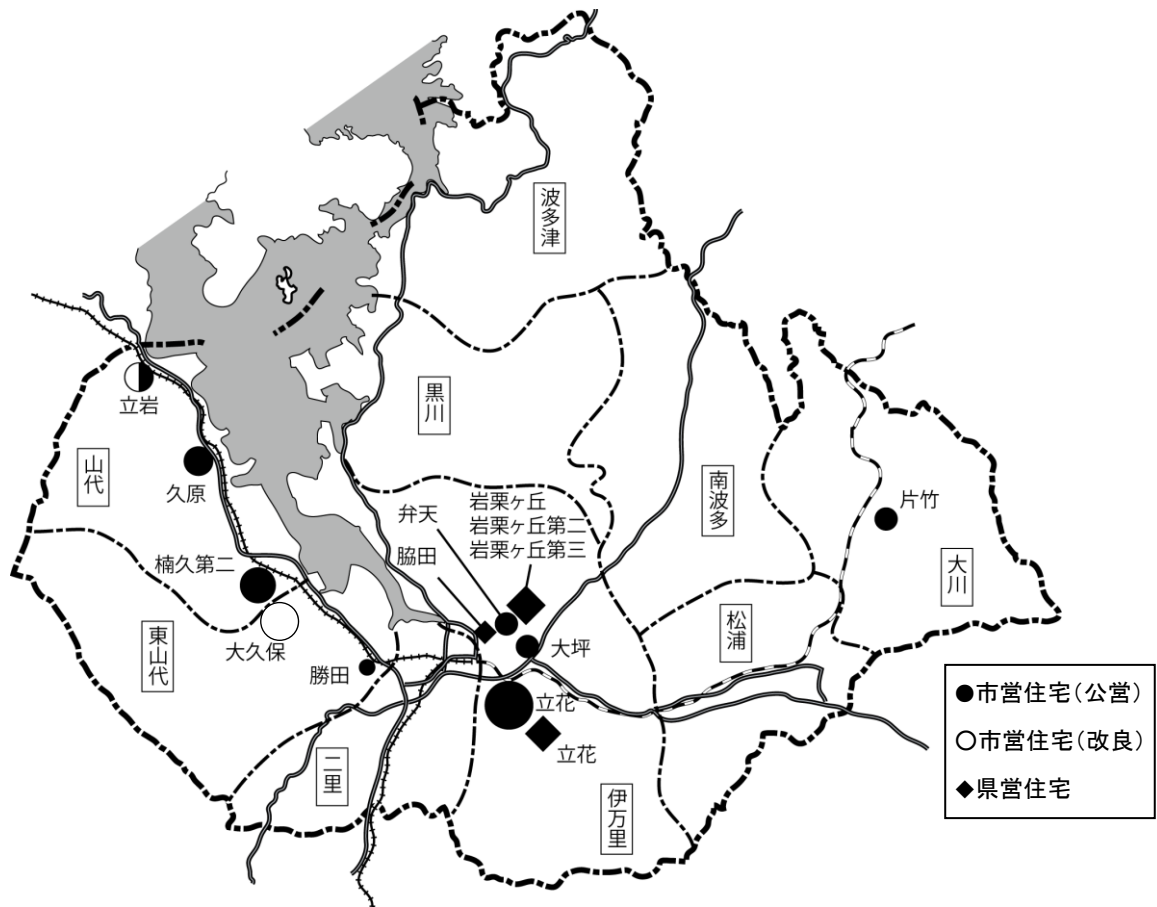 波多津
黒川
立岩
山代
久原
南波多
片竹
大川
弁天
岩栗ヶ丘
岩栗ヶ丘第二
岩栗ヶ丘第三
脇田
楠久第二
東山代
大久保
勝田
大坪
松浦
立花
立花
二里
伊万里
●市営住宅(公営)
○市営住宅(改良)
◆県営住宅